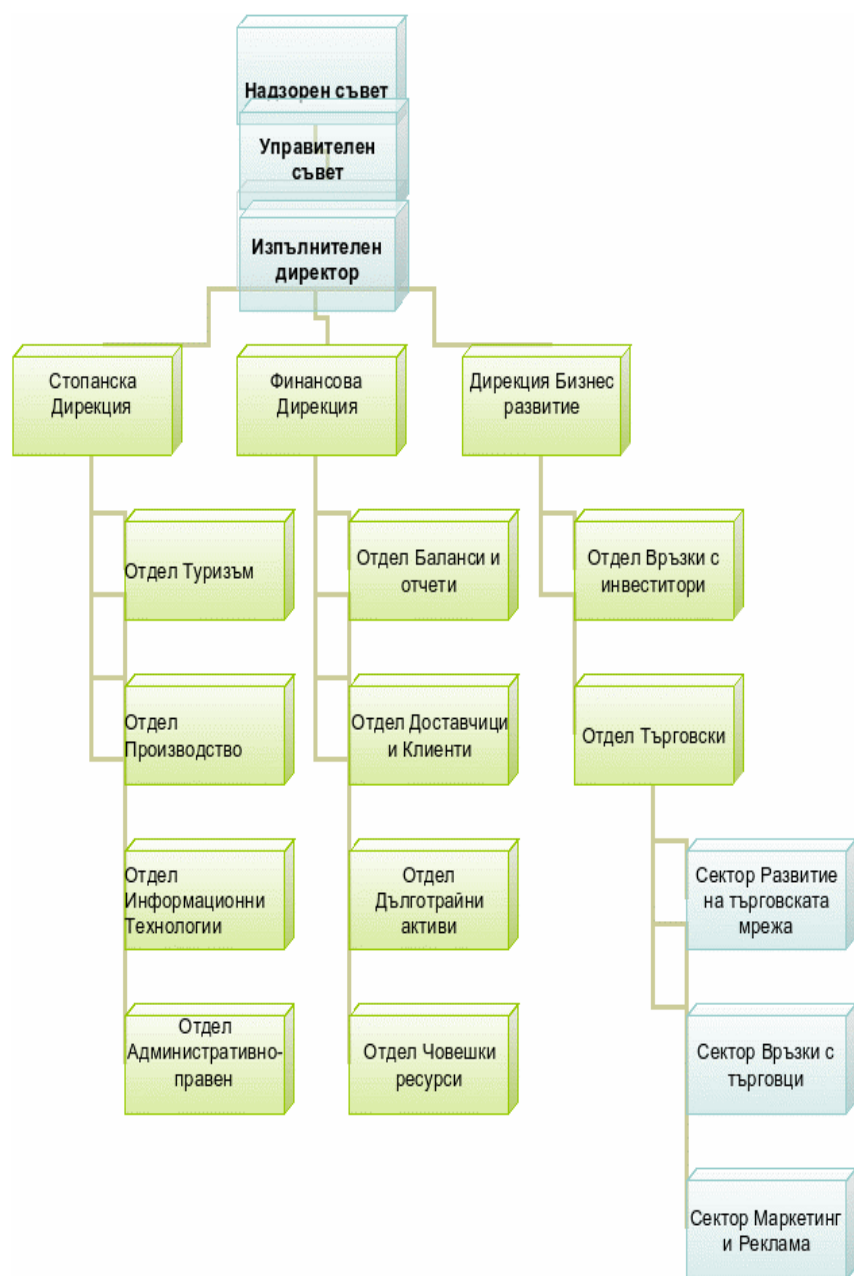 Надзорен съвет
Управителен
съвет
Изпълнителен
директор
Стопанска
Дирекция
Финансова
Дирекция
Дирекция Бизнес
развитие
Отдел Туризъм
Отдел Баланси и
отчети
Отдел Връзки с
инвеститори
Отдел
Производство
Отдел Доставчици
и Клиенти
Отдел Търговски
Отдел
Информационни
Технологии
Отдел
Дълготрайни
активи
Сектор Развитие
на търговската
мрежа
Отдел
Административно-
правен
Отдел Човешки
ресурси
Сектор Връзки с
търговци
Сектор Маркетинг
и Реклама